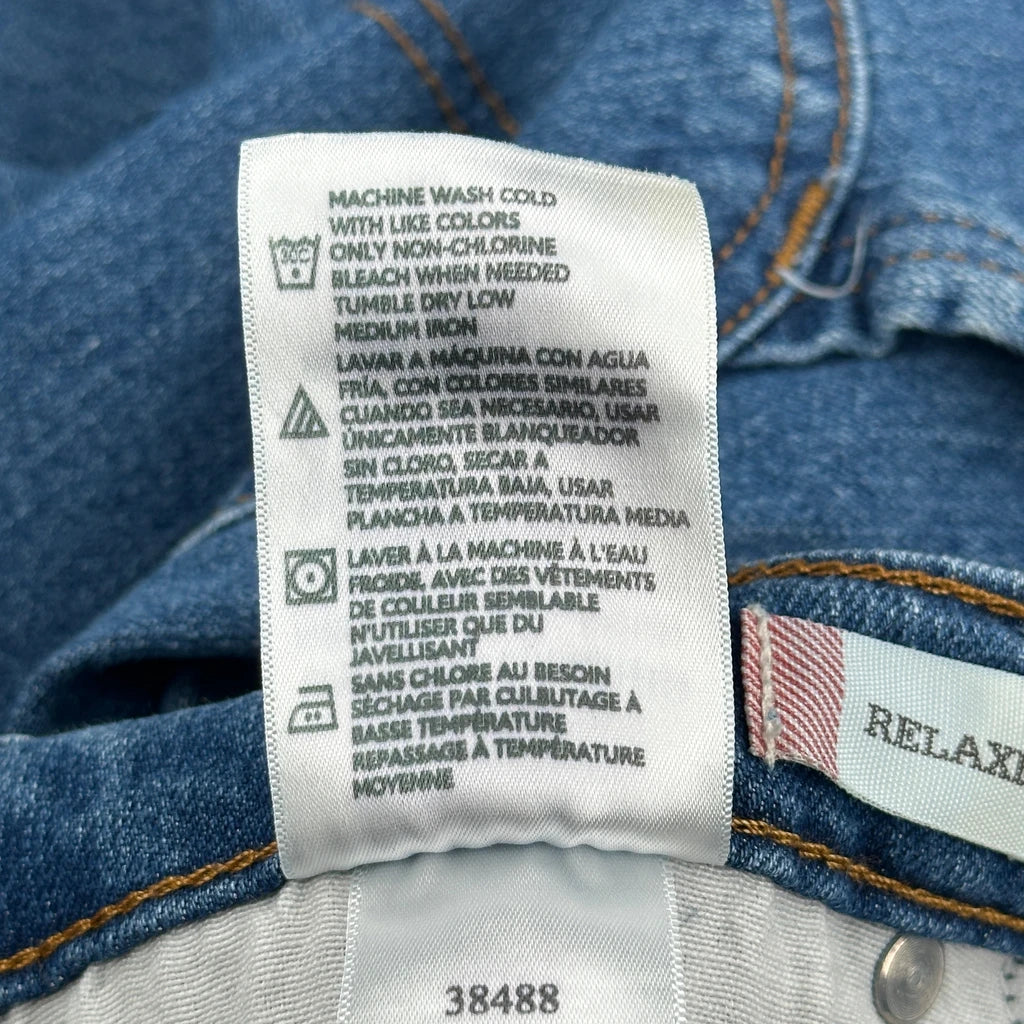 MACHINE WASH COLD
WITH LIKE COLORS
30C
ONLY NON-CHLORINE
BLEACH WHEN NEEDED
TUMBLE DRY LOW
MEDIUM IRON
LAVAR A MÁQUINA CON AGUA
FRÍA, CON COLORES SIMILARES
CUANDO SEA NECESARIO, USAR
ÚNICAMENTE BLANQUEADOR
SIN CLORO, SECAR A
TEMPERATURA BAJA, USAR
PLANCHA A TEMPERATURA MEDIA
LAVER À LA MACHINE À L'EAU
FROIDE, AVEC DES VÊTEMENTS
DE COULEUR SEMBLABLE
N'UTILISER QUE DU
JAVELLISANT
SANS CHLORE AU BESOIN
SÉCHAGE PAR CULBUTAGE À
BASSE TEMPÉRATURE
REPASSAGE À TEMPÉRATURE
MOYENNE
RELAXE
38488